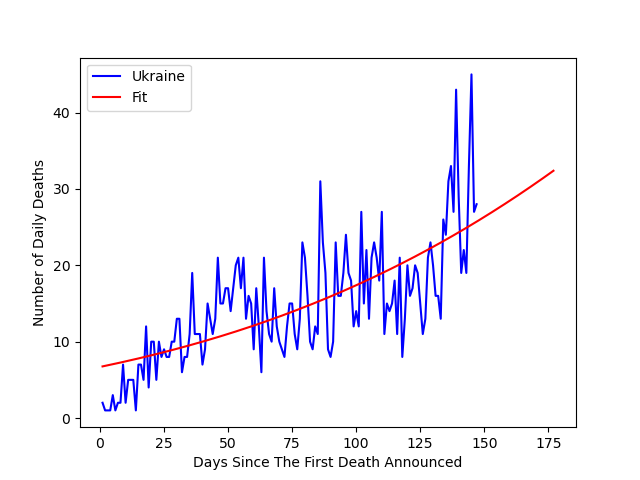 Ukraine
Fit
Number of Daily Deaths
40
30
20
10
0
0 25 50 75 100 125 150 175
Days Since The First Death Announced